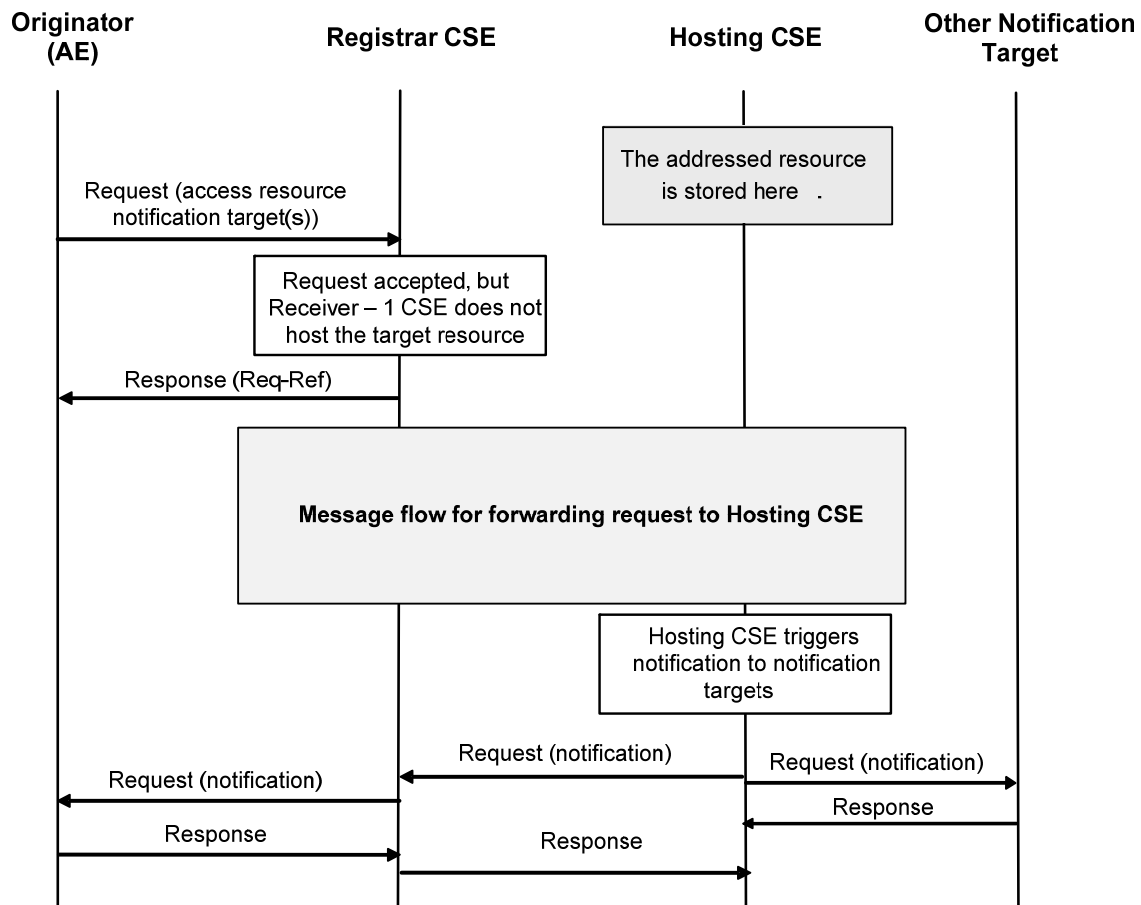 Originator
(AE)
Registrar CSE
Hosting CSE
Other Notification
Target
The addressed resource
is stored here .
Request (access resource
notification target(s))
Request accepted, but
Receiver – 1 CSE does not
host the target resource
Response (Req-Ref)
Message flow for forwarding request to Hosting CSE
Hosting CSE triggers
notification to notification
targets
Request (notification)
Request (notification)
Request (notification)
Response
Response
Response